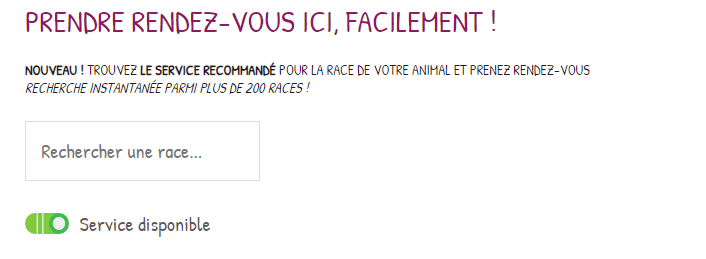 PRENDRE RENDEZ-VOUS ICI, FACILEMENT !
NOUVEAU ! TROUVEZ LE SERVICE RECOMMANDÉ POUR LA RACE DE VOTRE ANIMAL ET PRENEZ RENDEZ-VOUS
RECHERCHE INSTANTANÉE PARMI PLUS DE 200 RACES !
Rechercher une race...
Service disponible